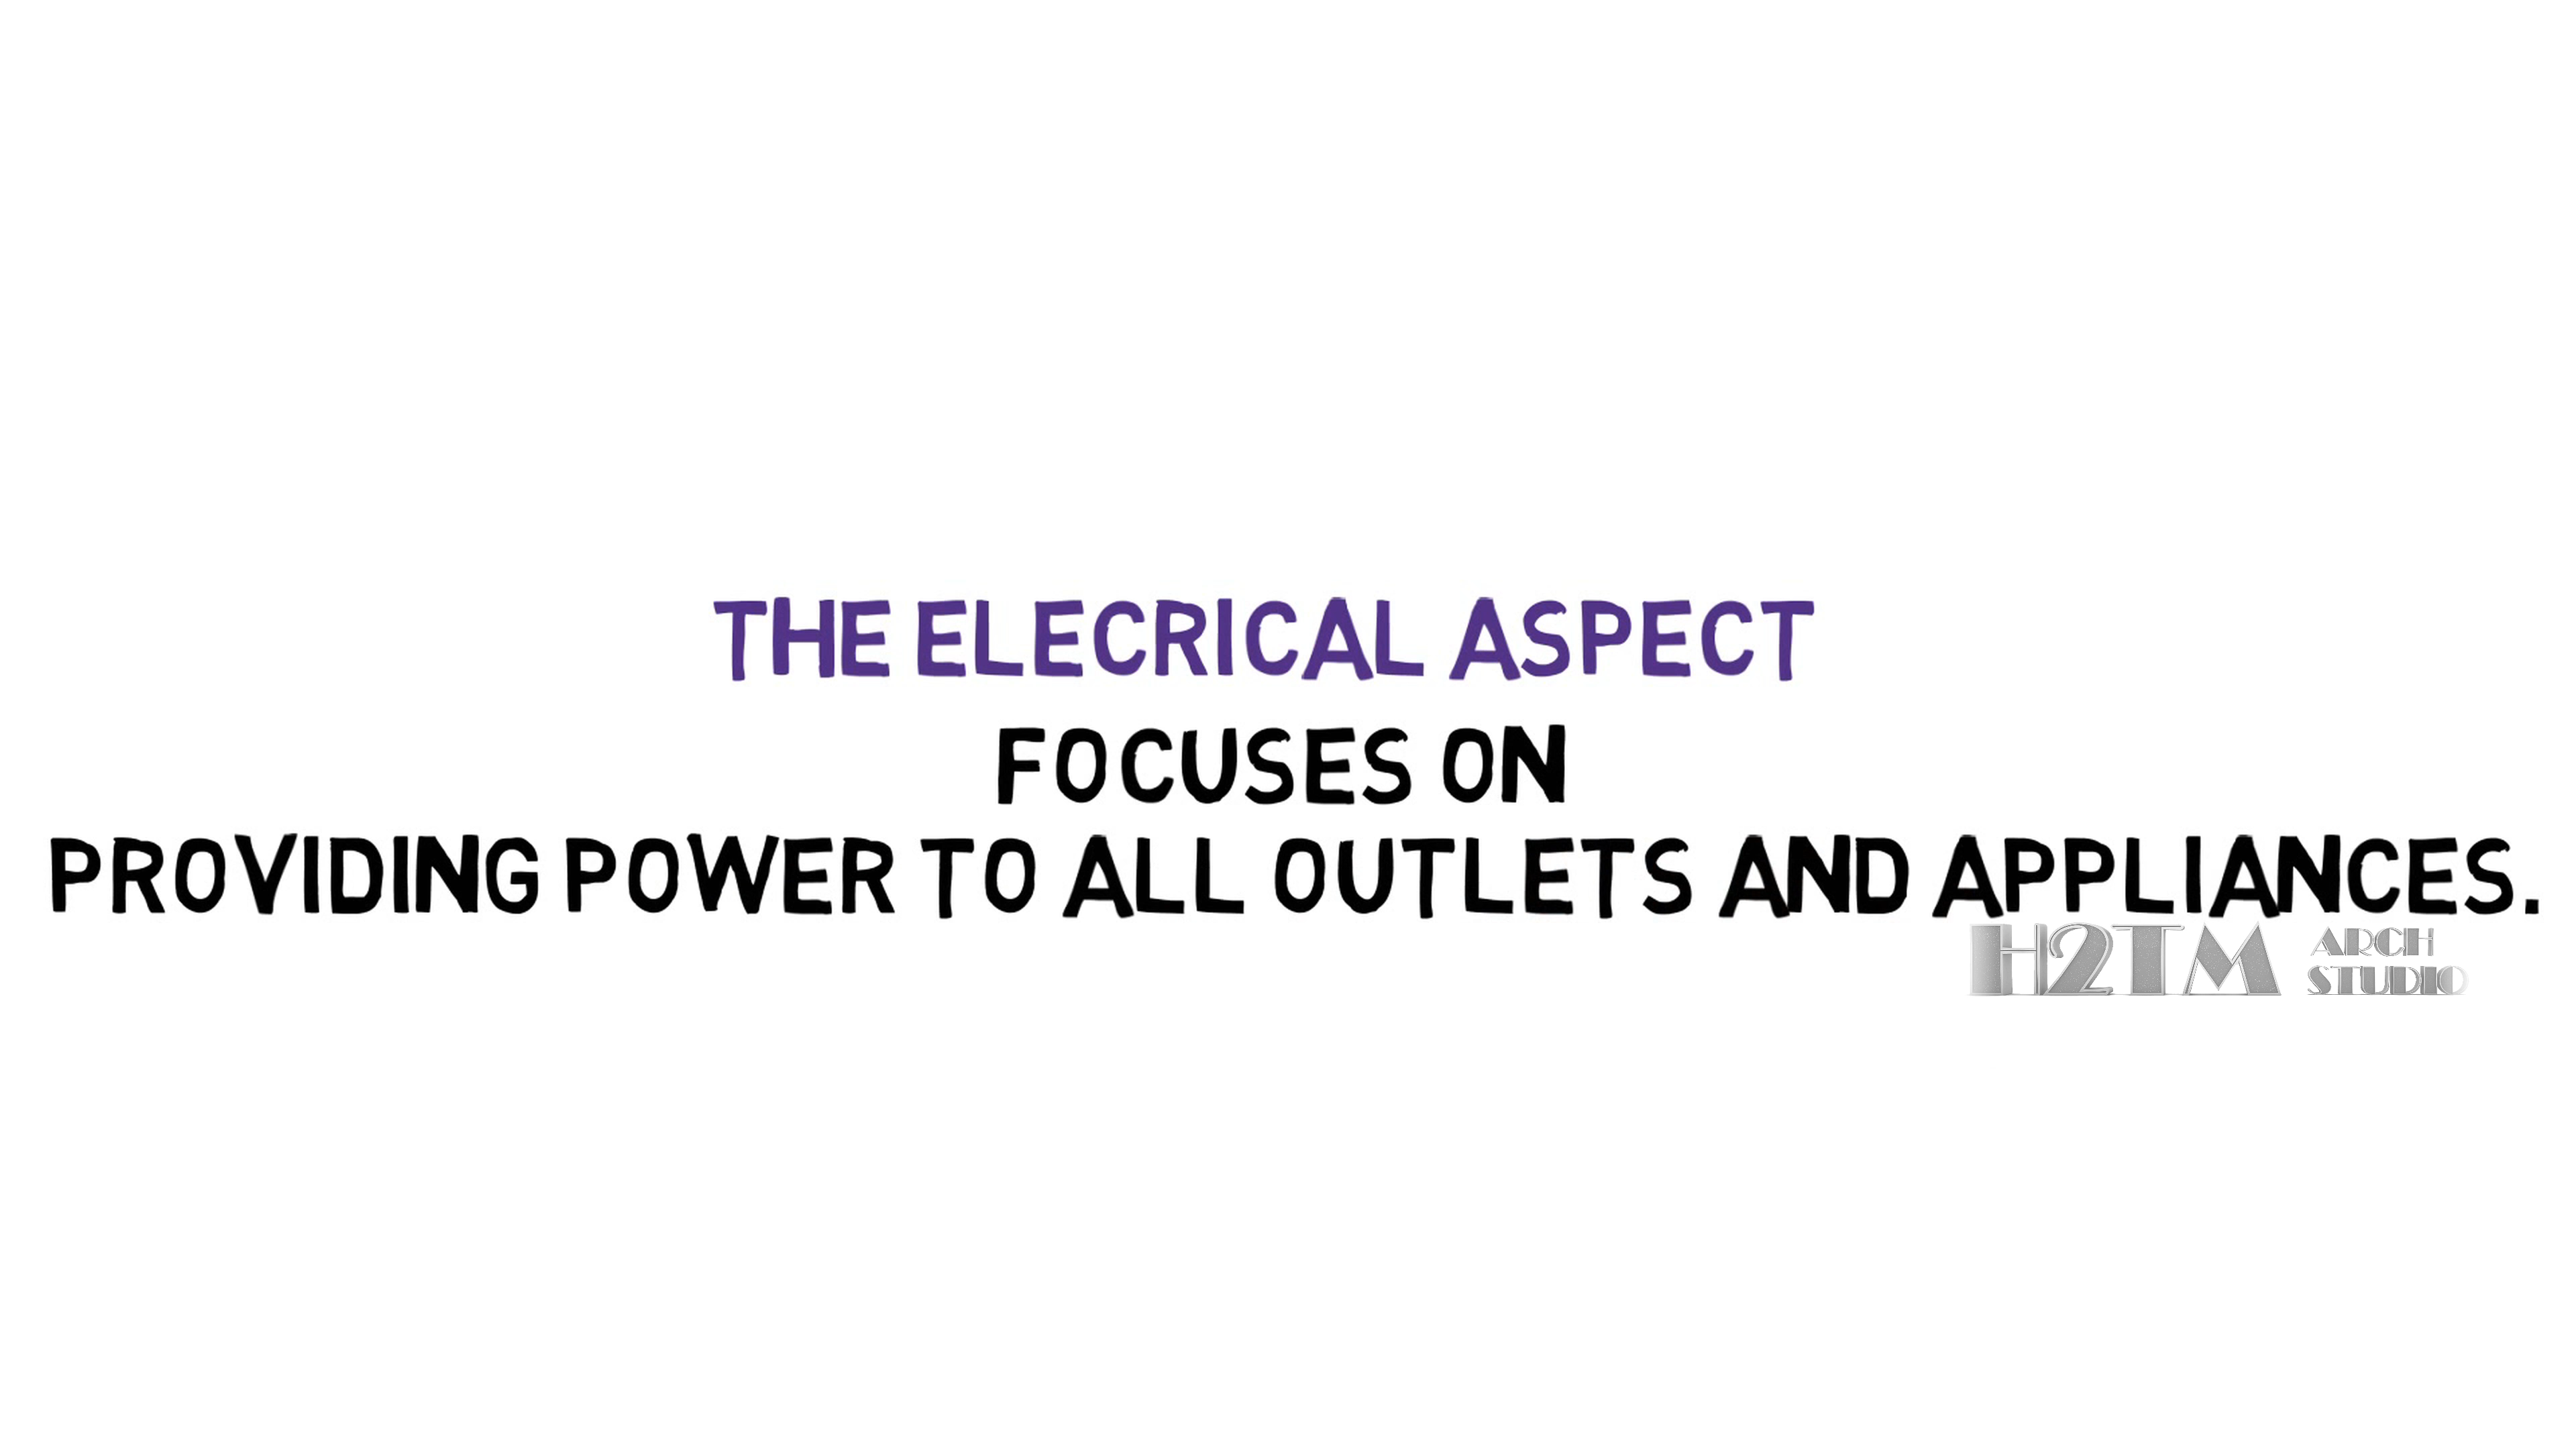 THE ELECRICAL ASPECT
FOCUSES ON
PROVIDING POWER TO ALL OUTLETS AND APPLIANCES.
H2TM ARCH
STUDIO